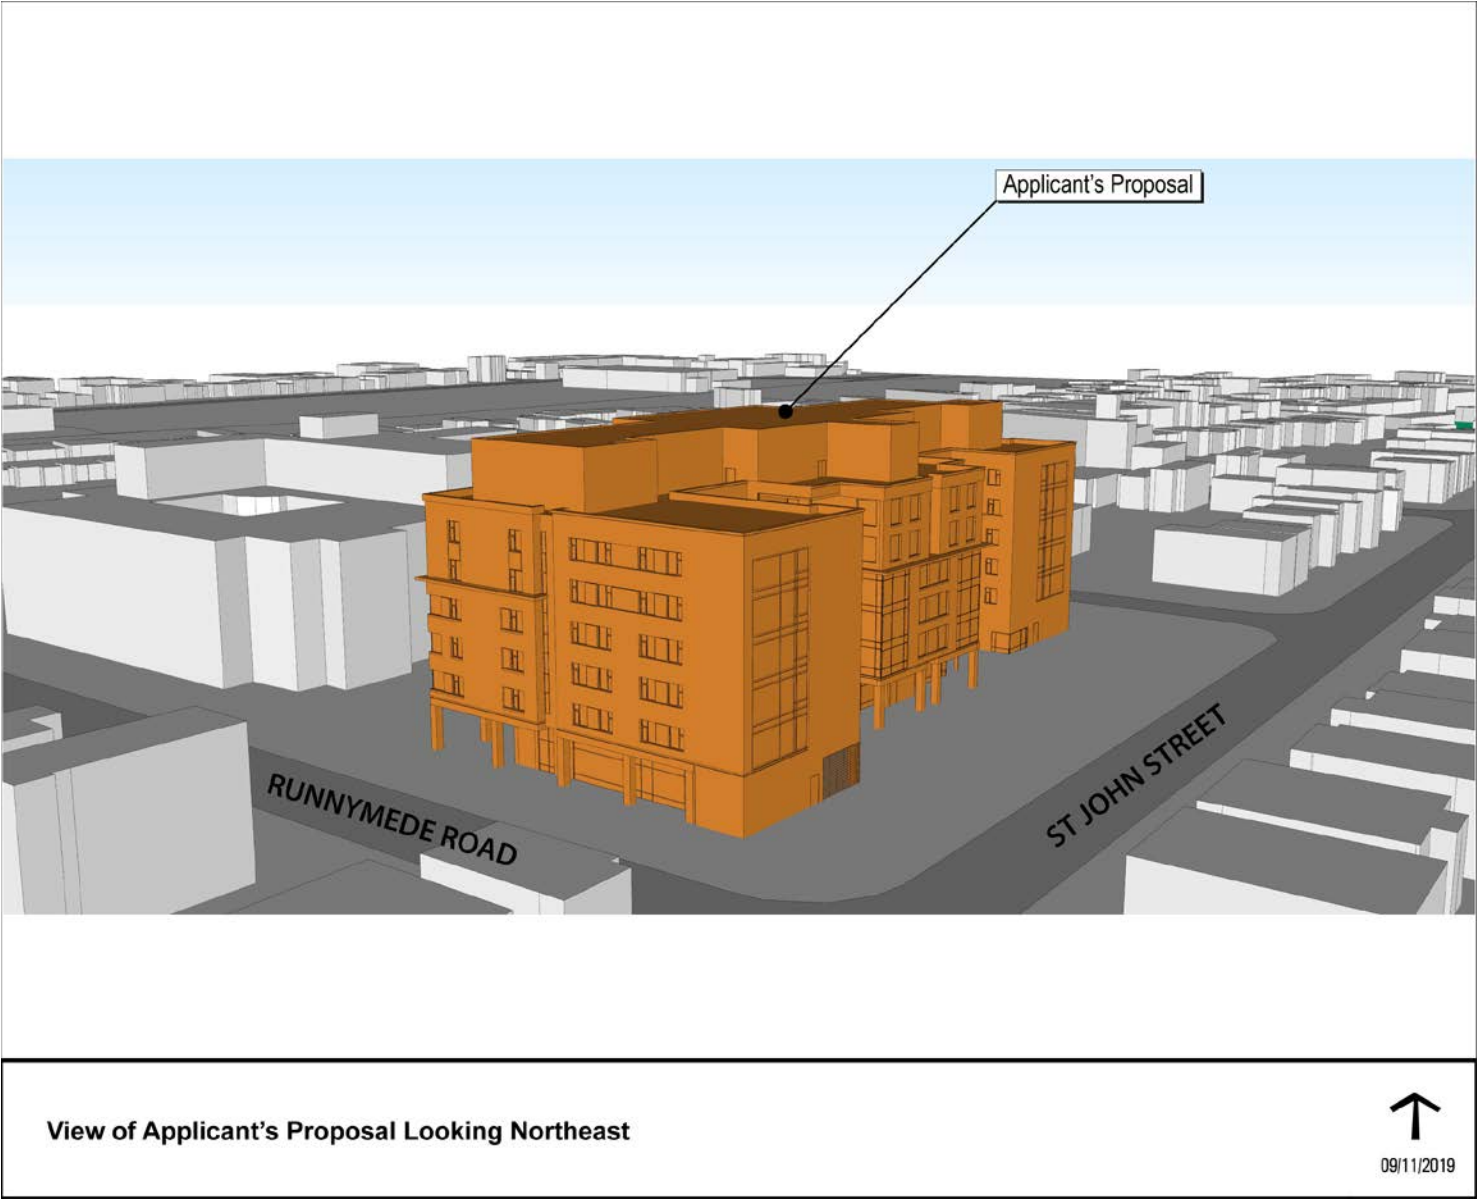 Applicant's Proposal
RUNNYMEDE ROAD
ST JOHN STREET
View of Applicant's Proposal Looking Northeast
09/11/2019